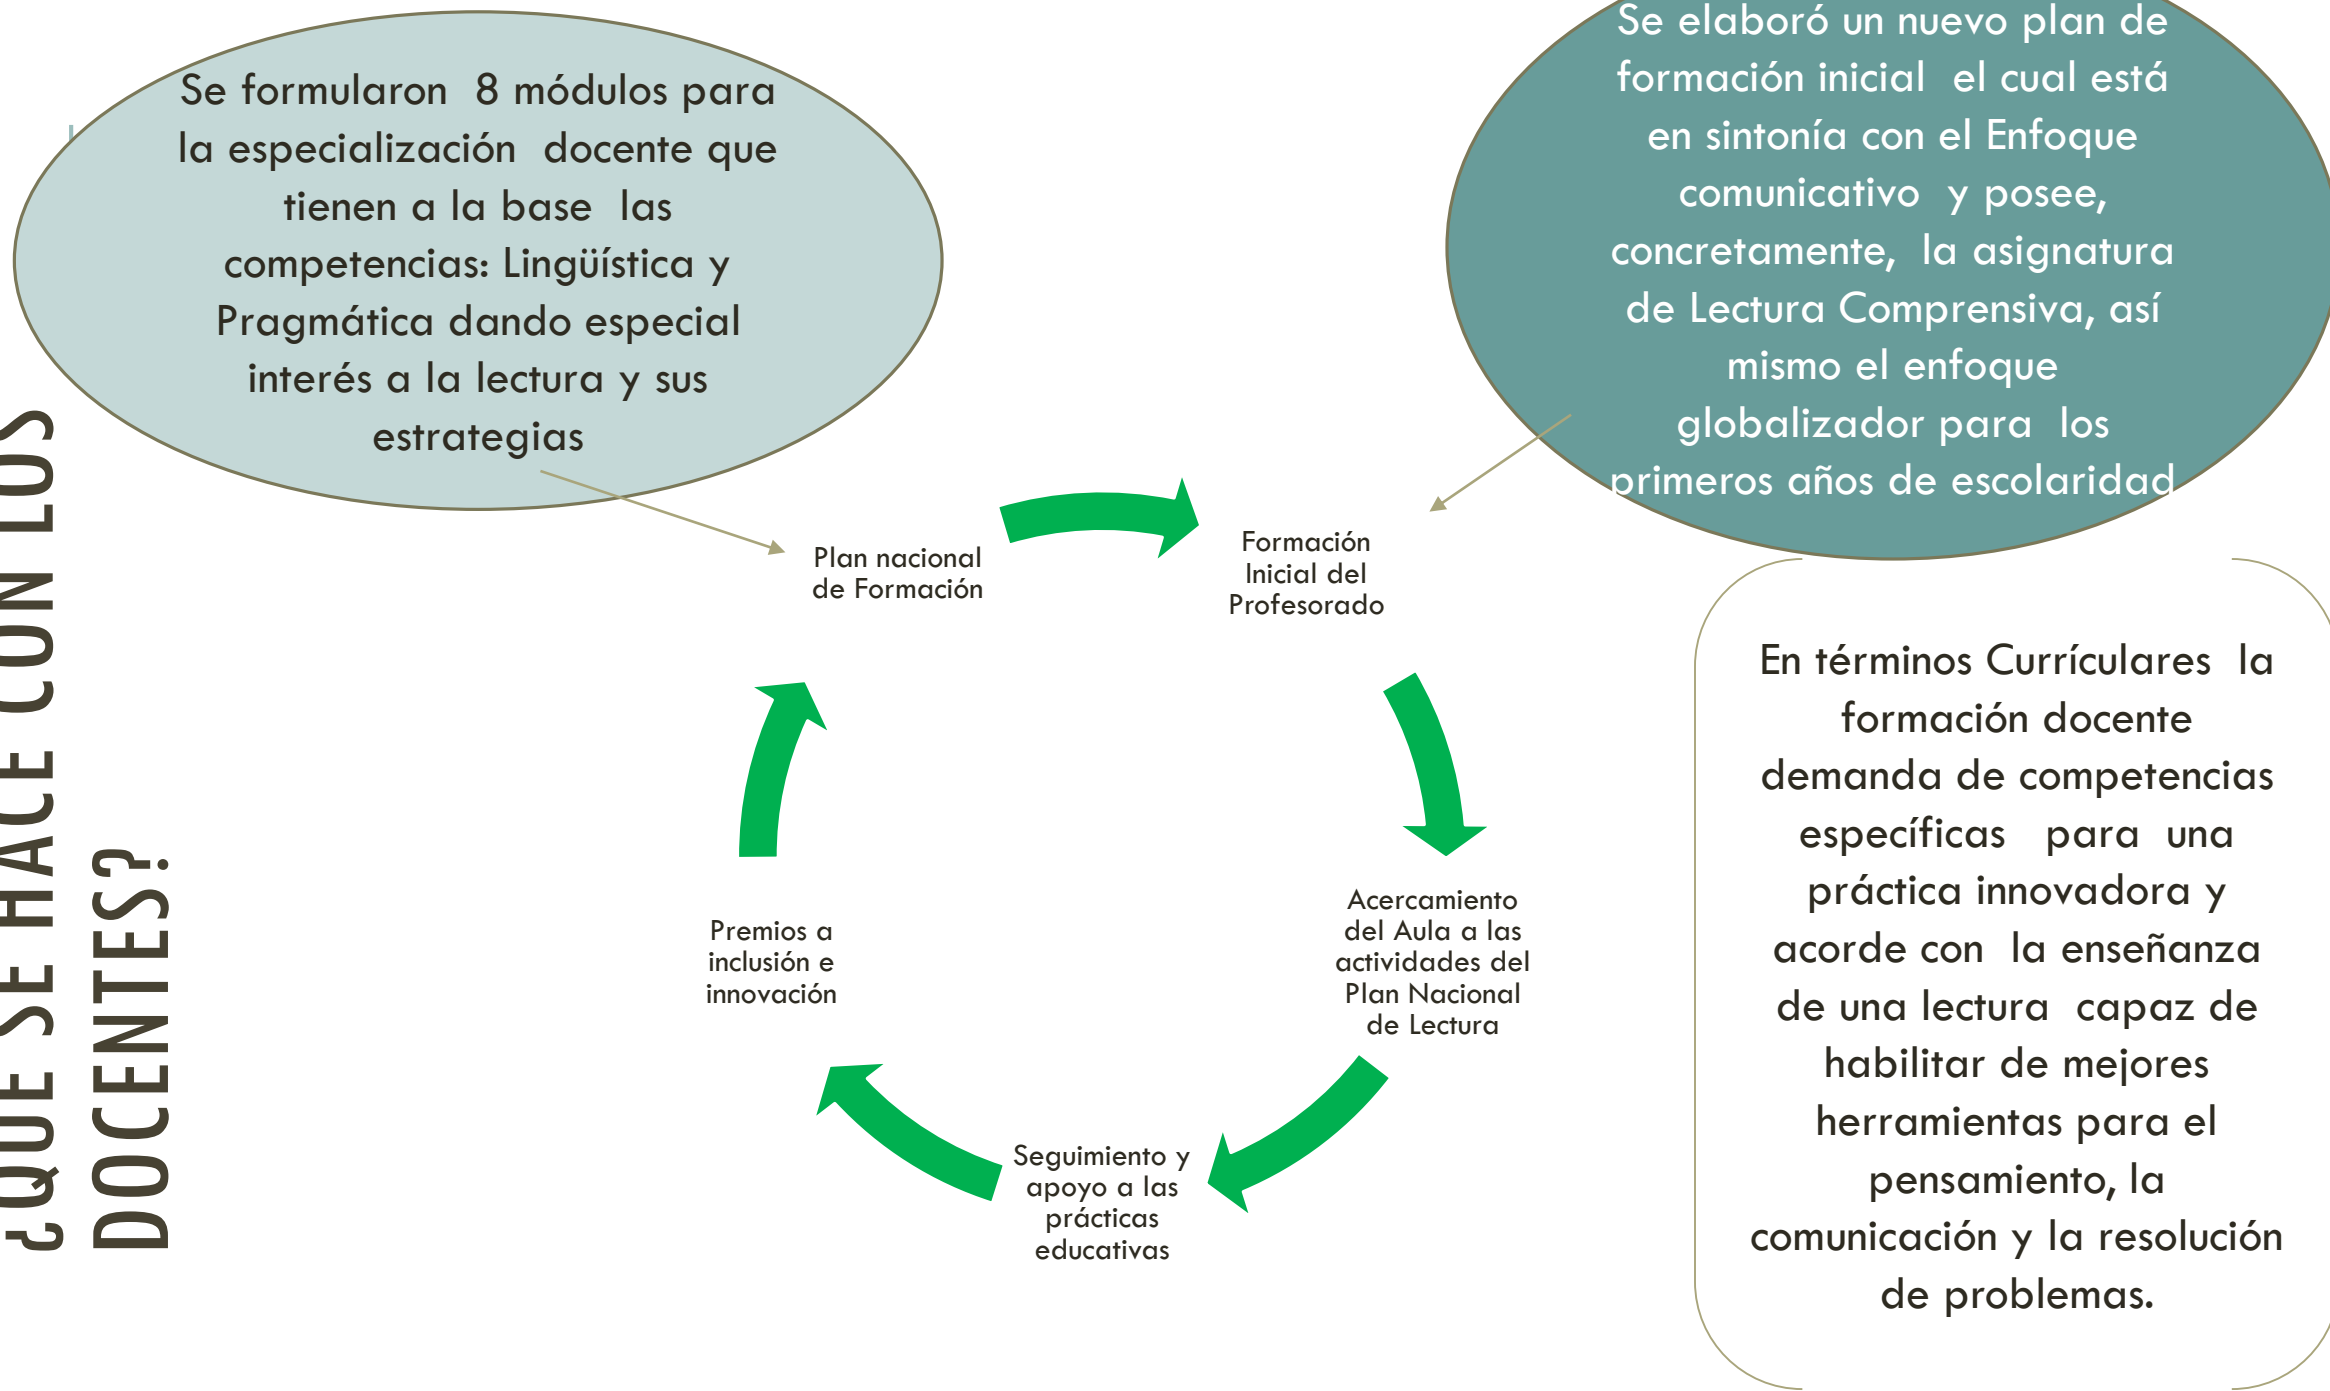 ¿QUE SE HACE CON LOS
DOCENTES?
Se formularon 8 módulos para
la especialización docente que
tienen a la base las
competencias: Lingüística y
Pragmática dando especial
interés a la lectura y sus
estrategias
Se elaboró un nuevo plan de
formación inicial el cual está
en sintonía con el Enfoque
comunicativo y posee,
concretamente, la asignatura
de Lectura Comprensiva, así
mismo el enfoque
globalizador para los
primeros años de escolaridad
Plan nacional
de Formación
Formación
Inicial del
Profesorado
Acercamiento
del Aula a las
actividades del
Plan Nacional
de Lectura
Seguimiento y
apoyo a las
prácticas
educativas
Premios a
inclusión e
innovación
En términos Currículares la
formación docente
demanda de competencias
específicas para una
práctica innovadora y
acorde con la enseñanza
de una lectura capaz de
habilitar de mejores
herramientas para el
pensamiento, la
comunicación y la resolución
de problemas.